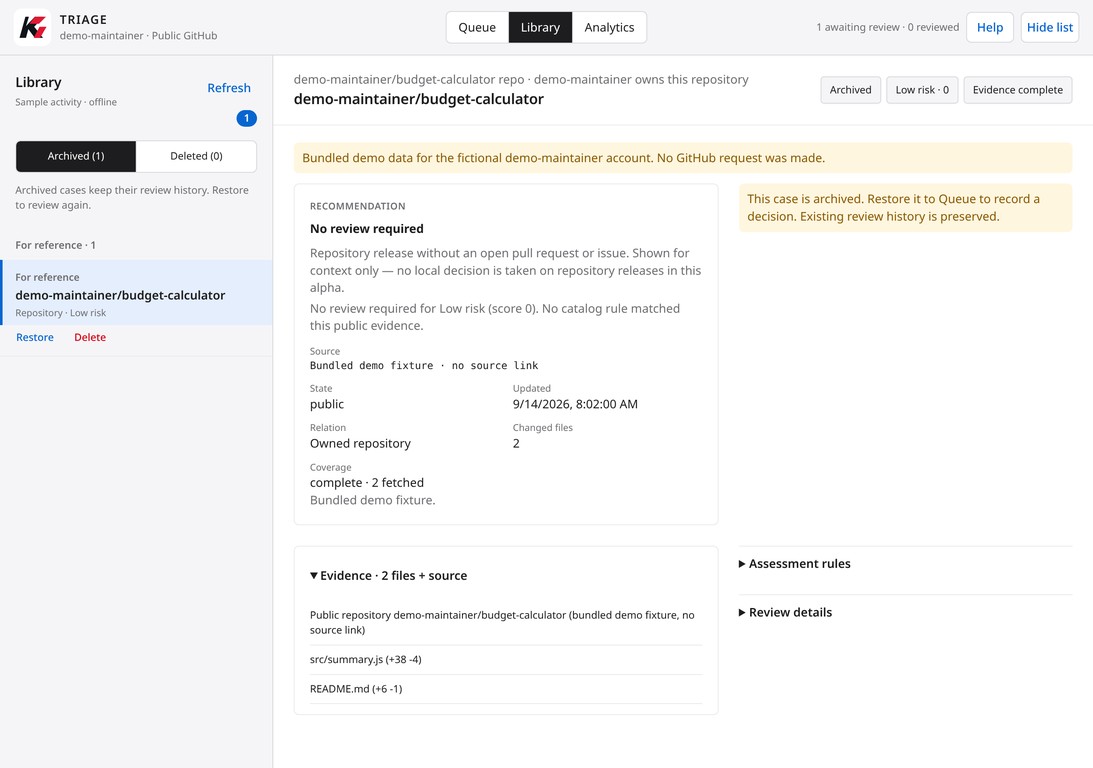 TRIAGE
demo-maintainer · Public GitHub
Queue
Library
Analytics
1 awaiting review · 0 reviewed
Help
Hide list
Library
Sample activity · offline
Refresh
1
Archived (1)
Deleted (0)
Archived cases keep their review history. Restore
to review again.
For reference · 1
For reference
demo-maintainer/budget-calculator
Repository · Low risk
Restore
Delete
demo-maintainer/budget-calculator repo · demo-maintainer owns this repository
demo-maintainer/budget-calculator
Archived
Low risk · 0
Evidence complete
Bundled demo data for the fictional demo-maintainer account. No GitHub request was made.
RECOMMENDATION
No review required
Repository release without an open pull request or issue. Shown for
context only — no local decision is taken on repository releases in this
alpha.
No review required for Low risk (score 0). No catalog rule matched
this public evidence.
Source
Bundled demo fixture · no source link
State
public
Updated
9/14/2026, 8:02:00 AM
Relation
Owned repository
Changed files
2
Coverage
complete · 2 fetched
Bundled demo fixture.
This case is archived. Restore it to Queue to record a
decision. Existing review history is preserved.
Evidence · 2 files + source
Public repository demo-maintainer/budget-calculator (bundled demo fixture, no
source link)
src/summary.js (+38 -4)
README.md (+6 -1)
Assessment rules
Review details